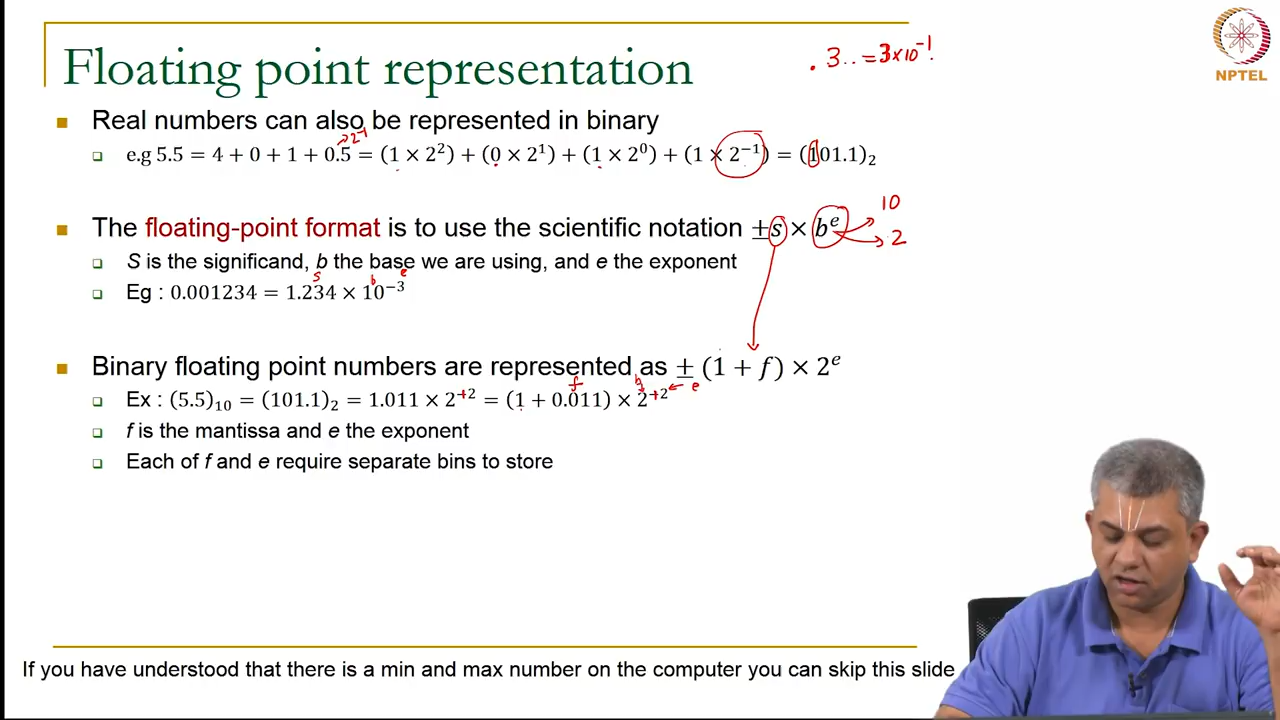 Floating point representation
. 3.. = 3×10⁻¹.
NPTEL
■ Real numbers can also be represented in binary
→2⁻¹
❑ e.g 5.5 = 4 + 0 + 1 + 0.5 = (1 × 2²) + (0 × 2¹) + (1 × 2⁰) + (1 × 2⁻¹) = (101.1)₂
10
■ The floating-point format is to use the scientific notation ±s × bᵉ
2
❑ S is the significand, b the base we are using, and e the exponent
s b e
❑ Eg : 0.001234 = 1.234 × 10⁻³
■ Binary floating point numbers are represented as ± (1 + f) × 2ᵉ
f b ← e
❑ Ex : (5.5)₁₀ = (101.1)₂ = 1.011 × 2⁺² = (1 + 0.011) × 2⁺²
❑ f is the mantissa and e the exponent
❑ Each of f and e require separate bins to store
If you have understood that there is a min and max number on the computer you can skip this slide